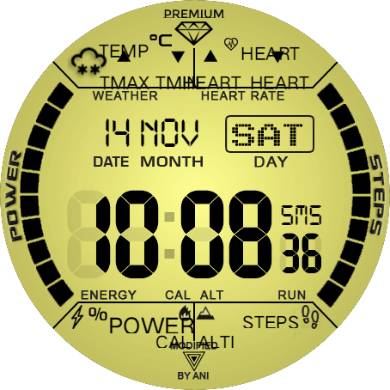 PREMIUM
TEMP °C HEART
TMAX TMIN HEART HEART
WEATHER HEART RATE
14 NOV SAT
DATE MONTH DAY
POWER
STEPS
10:08 SMS 36
ENERGY CAL ALT RUN
% POWER STEPS
CAL ALTI
MODIFIED
BY ANI